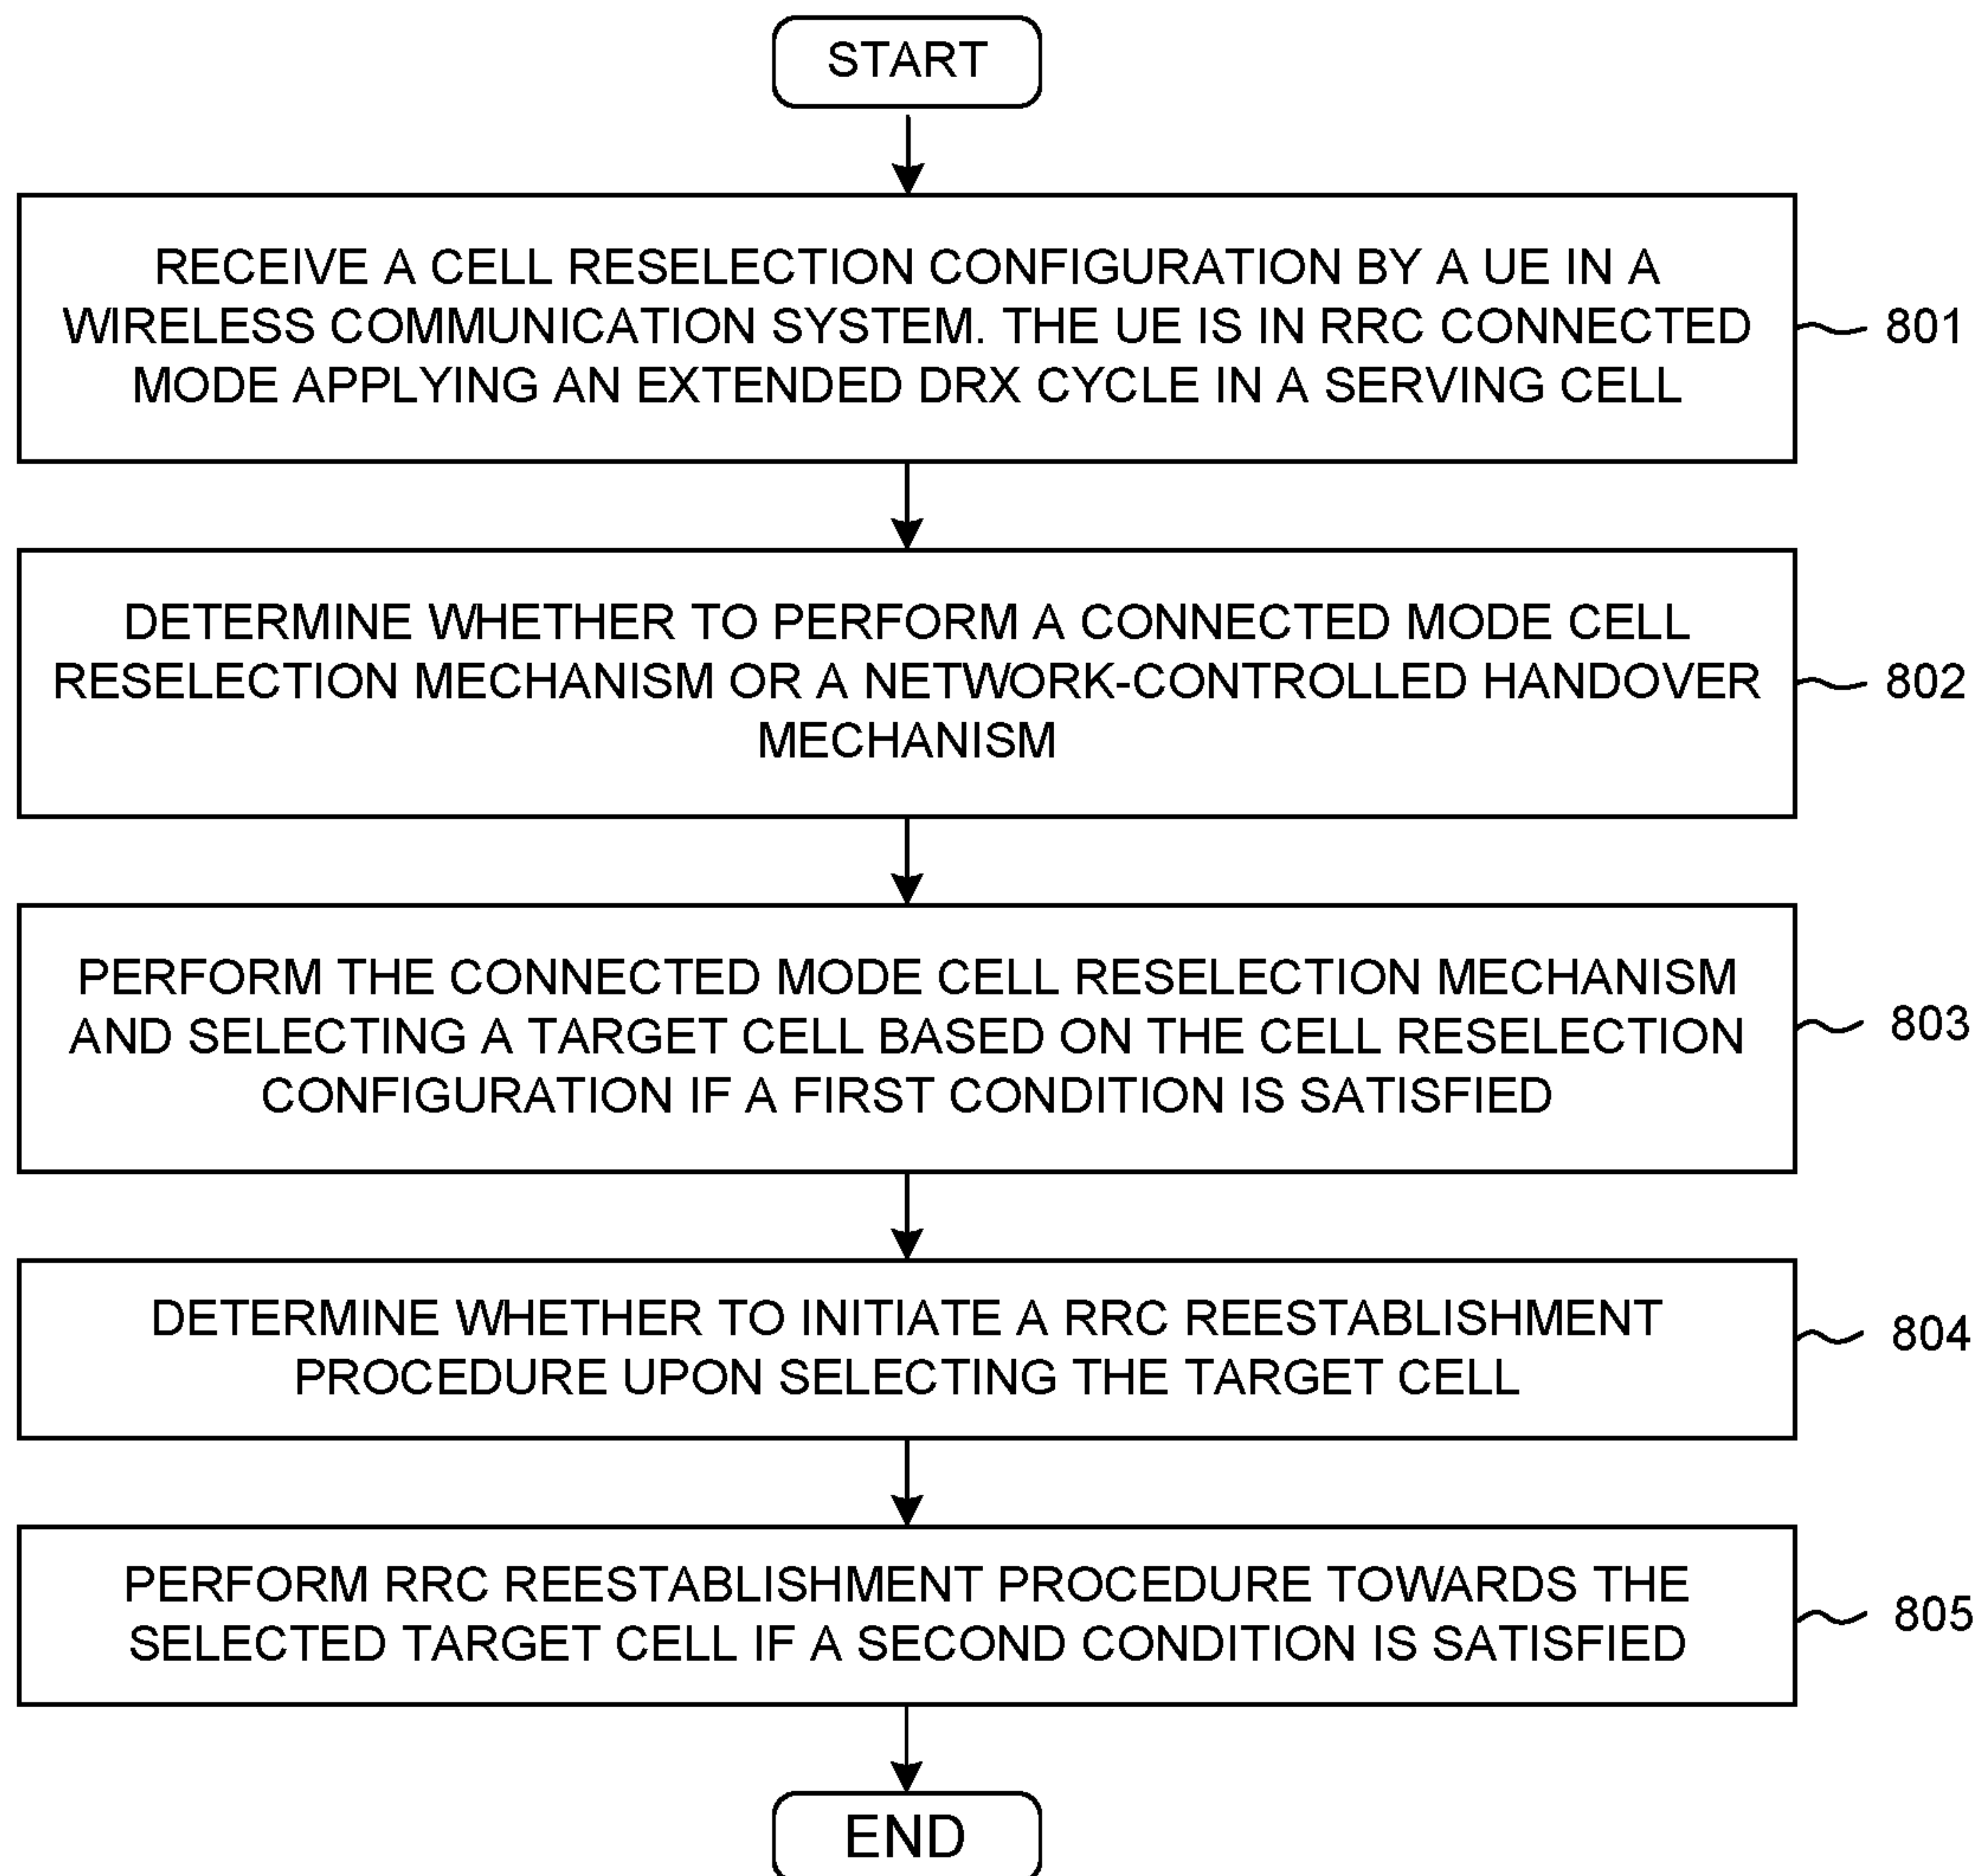 START
RECEIVE A CELL RESELECTION CONFIGURATION BY A UE IN A
WIRELESS COMMUNICATION SYSTEM. THE UE IS IN RRC CONNECTED
MODE APPLYING AN EXTENDED DRX CYCLE IN A SERVING CELL
801
DETERMINE WHETHER TO PERFORM A CONNECTED MODE CELL
RESELECTION MECHANISM OR A NETWORK-CONTROLLED HANDOVER
MECHANISM
802
PERFORM THE CONNECTED MODE CELL RESELECTION MECHANISM
AND SELECTING A TARGET CELL BASED ON THE CELL RESELECTION
CONFIGURATION IF A FIRST CONDITION IS SATISFIED
803
DETERMINE WHETHER TO INITIATE A RRC REESTABLISHMENT
PROCEDURE UPON SELECTING THE TARGET CELL
804
PERFORM RRC REESTABLISHMENT PROCEDURE TOWARDS THE
SELECTED TARGET CELL IF A SECOND CONDITION IS SATISFIED
805
END